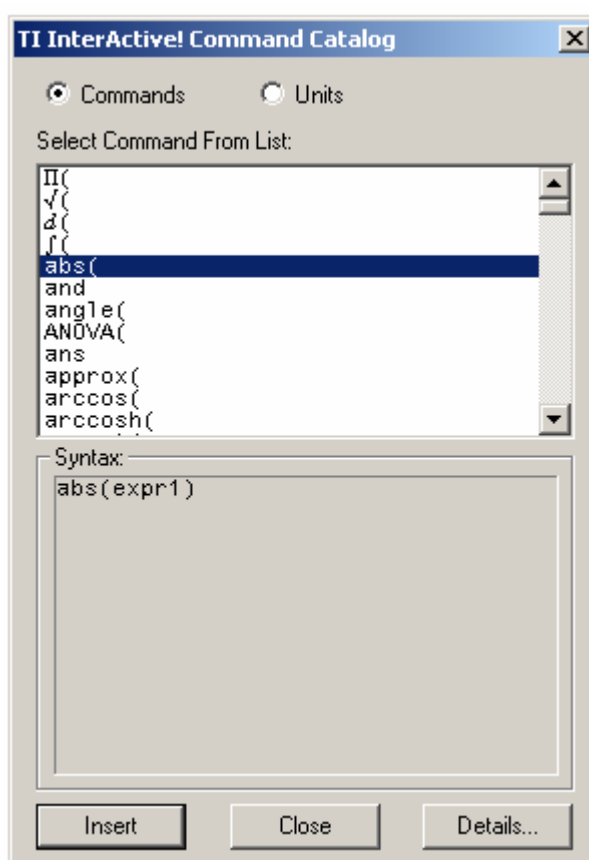 TI InterActive! Command Catalog
Commands Units
Select Command From List:
Π(
√(
d(
∫(
abs(
and
angle(
ANOVA(
ans
approx(
arccos(
arccosh(
Syntax:
abs(expr1)
Insert Close Details...